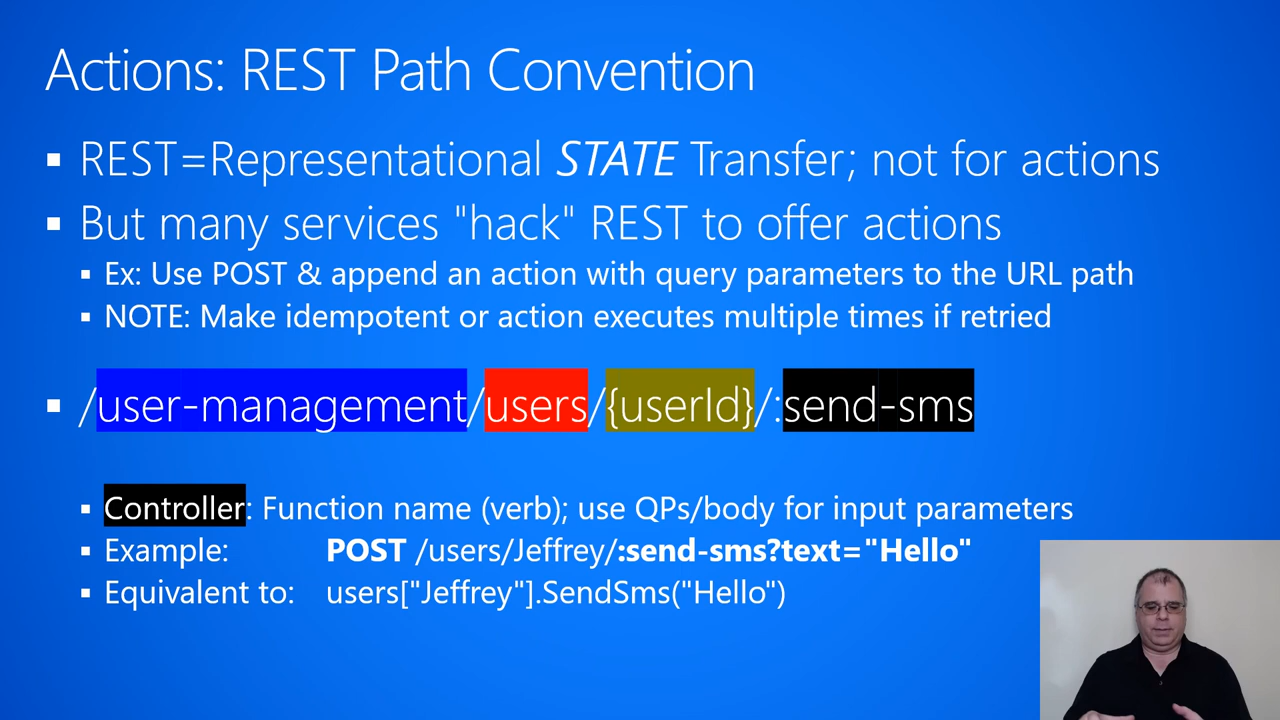 Actions: REST Path Convention
REST=Representational STATE Transfer; not for actions
But many services "hack" REST to offer actions
Ex: Use POST & append an action with query parameters to the URL path
NOTE: Make idempotent or action executes multiple times if retried
/user-management/users/{userId}/:send-sms
Controller: Function name (verb); use QPs/body for input parameters
Example: POST /users/Jeffrey/:send-sms?text="Hello"
Equivalent to: users["Jeffrey"].SendSms("Hello")